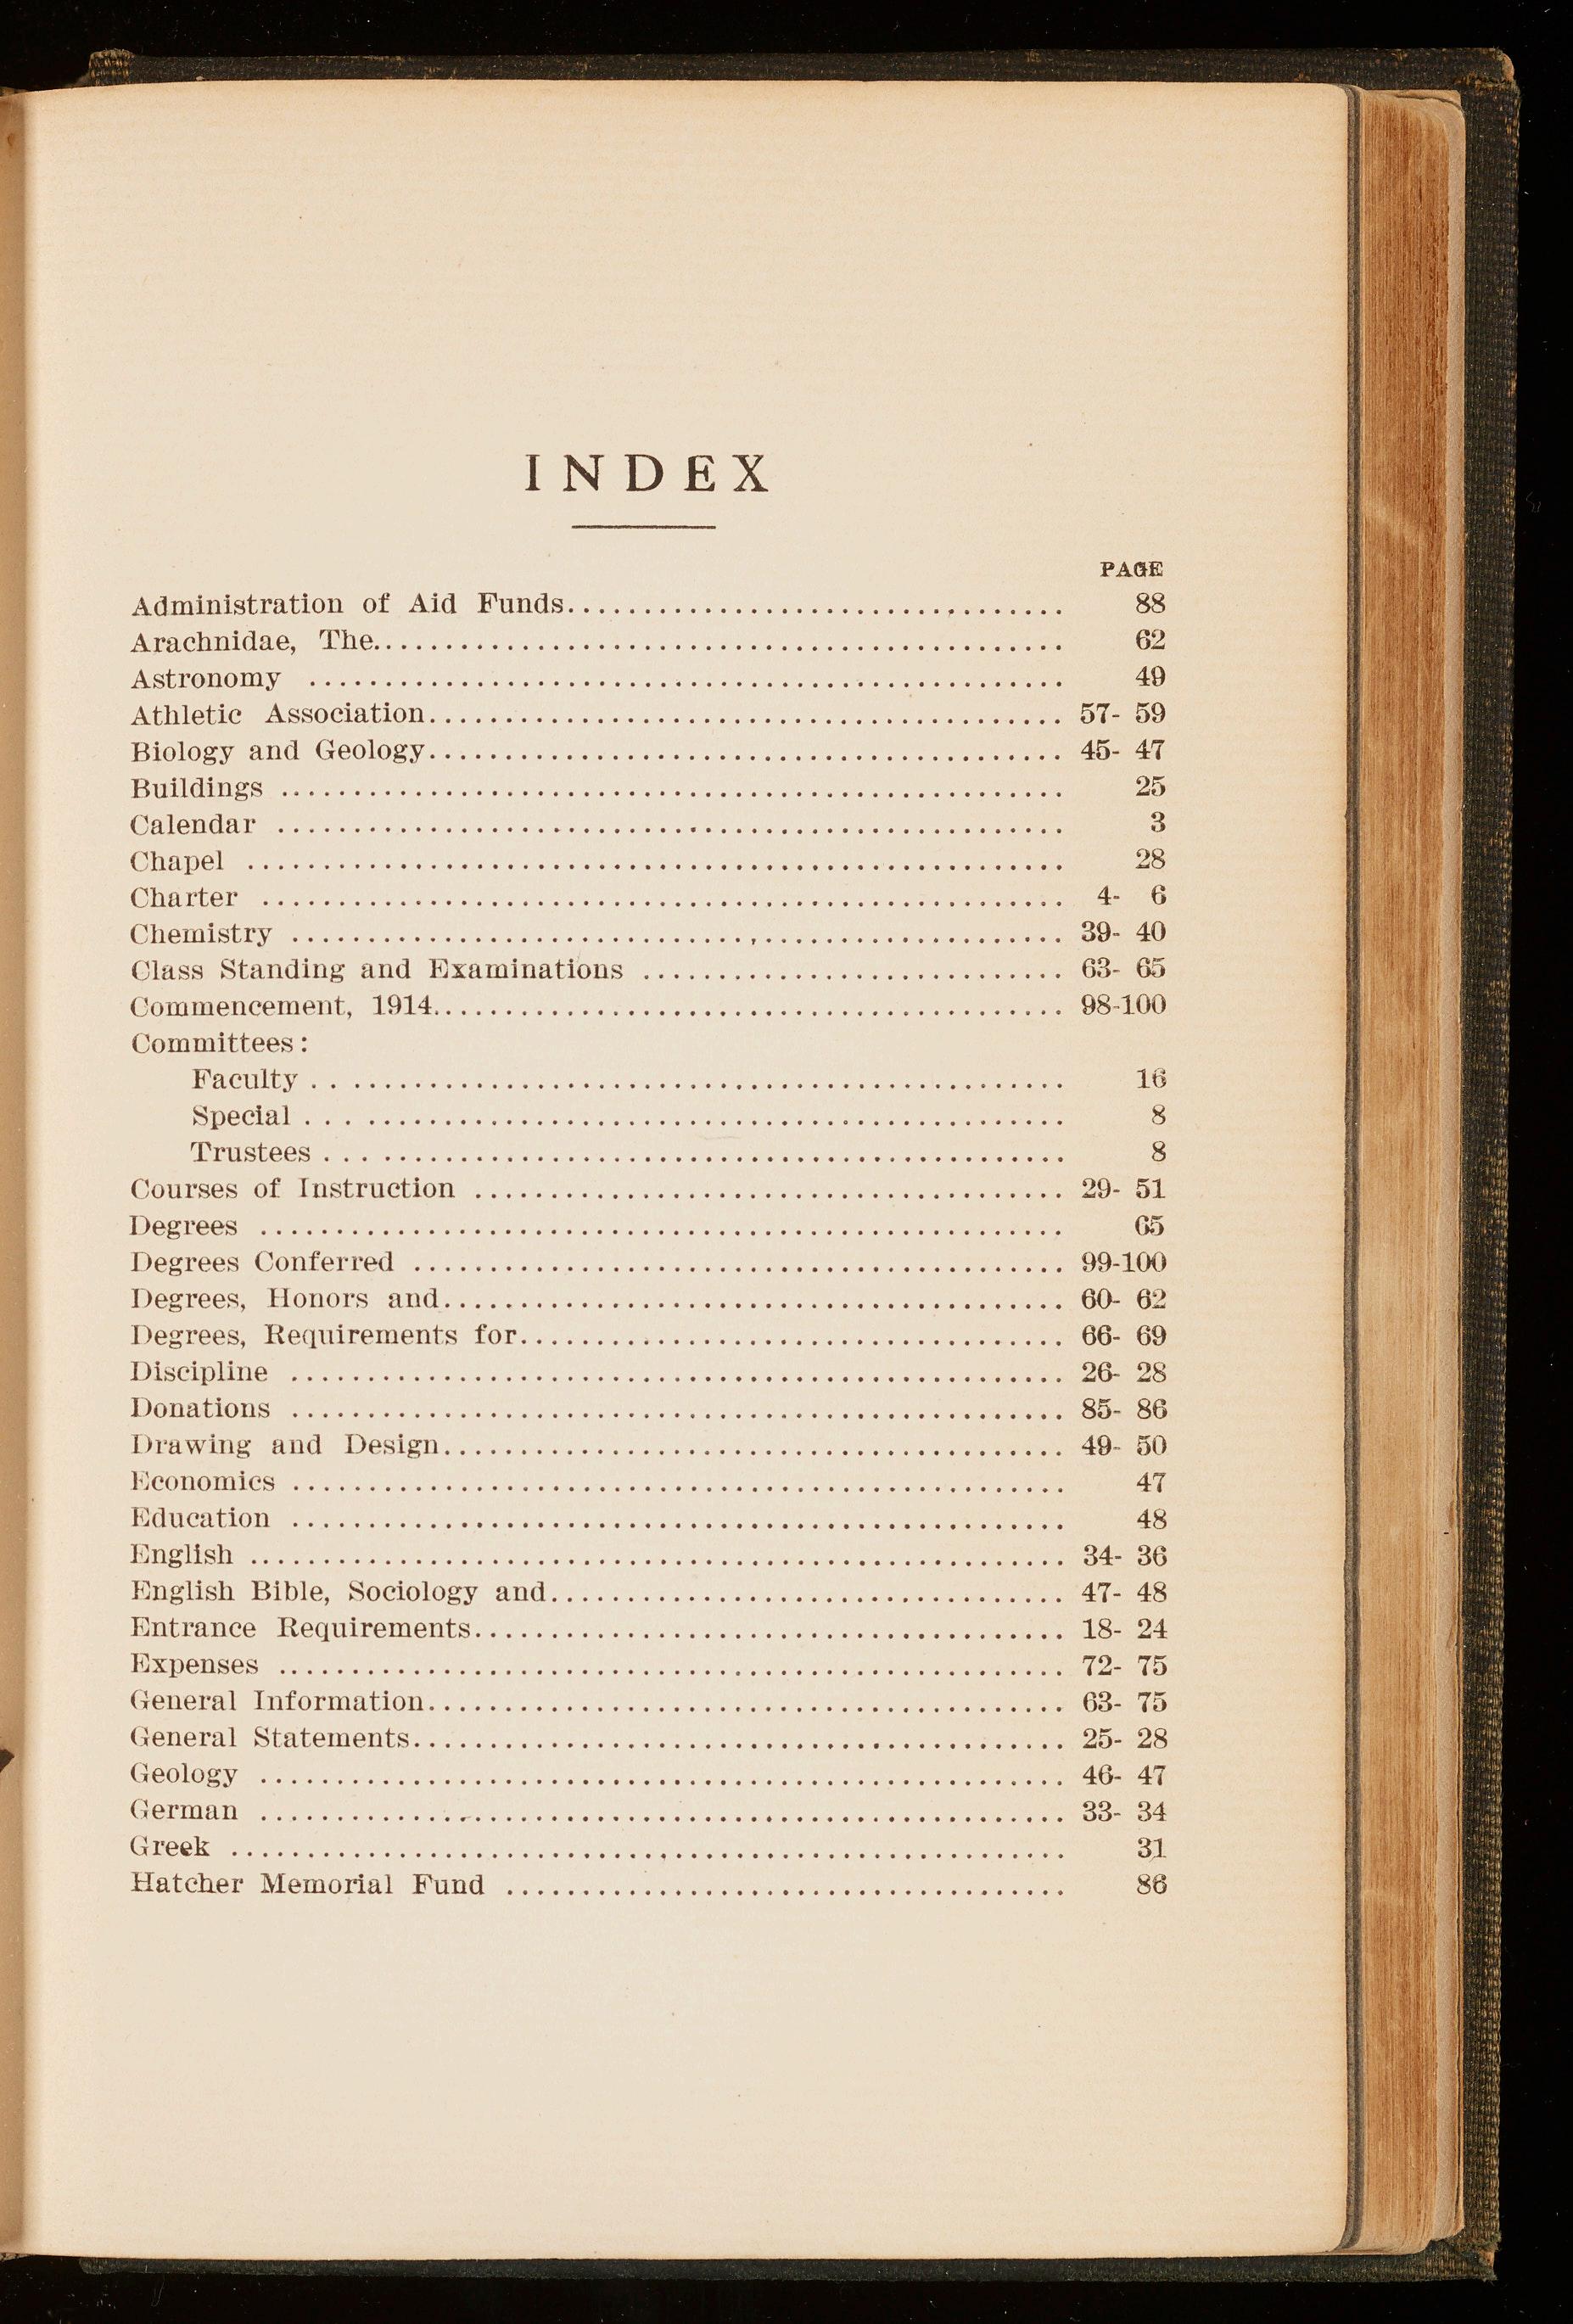 INDEX
PAGE
Administration of Aid Funds................................. 88
Arachnidae, The............................................. 62
Astronomy .................................................. 49
Athletic Association.......................................... 57- 59
Biology and Geology.......................................... 45- 47
Buildings .................................................... 25
Calendar .................................................... 3
Chapel ...................................................... 28
Charter ..................................................... 4- 6
Chemistry ................................................... 39- 40
Class Standing and Examinations ............................ 63- 65
Commencement, 1914......................................... 98-100
Committees:
Faculty .................................................. 16
Special .................................................. 8
Trustees ................................................. 8
Courses of Instruction ....................................... 29- 51
Degrees ..................................................... 65
Degrees Conferred ........................................... 99-100
Degrees, Honors and......................................... 60- 62
Degrees, Requirements for.................................... 66- 69
Discipline ................................................... 26- 28
Donations ................................................... 85- 86
Drawing and Design......................................... 49- 50
Economics ................................................... 47
Education ................................................... 48
English ...................................................... 34- 36
English Bible, Sociology and.................................. 47- 48
Entrance Requirements....................................... 18- 24
Expenses .................................................... 72- 75
General Information.......................................... 63- 75
General Statements........................................... 25- 28
Geology ..................................................... 46- 47
German ..................................................... 33- 34
Greek ....................................................... 31
Hatcher Memorial Fund ..................................... 86